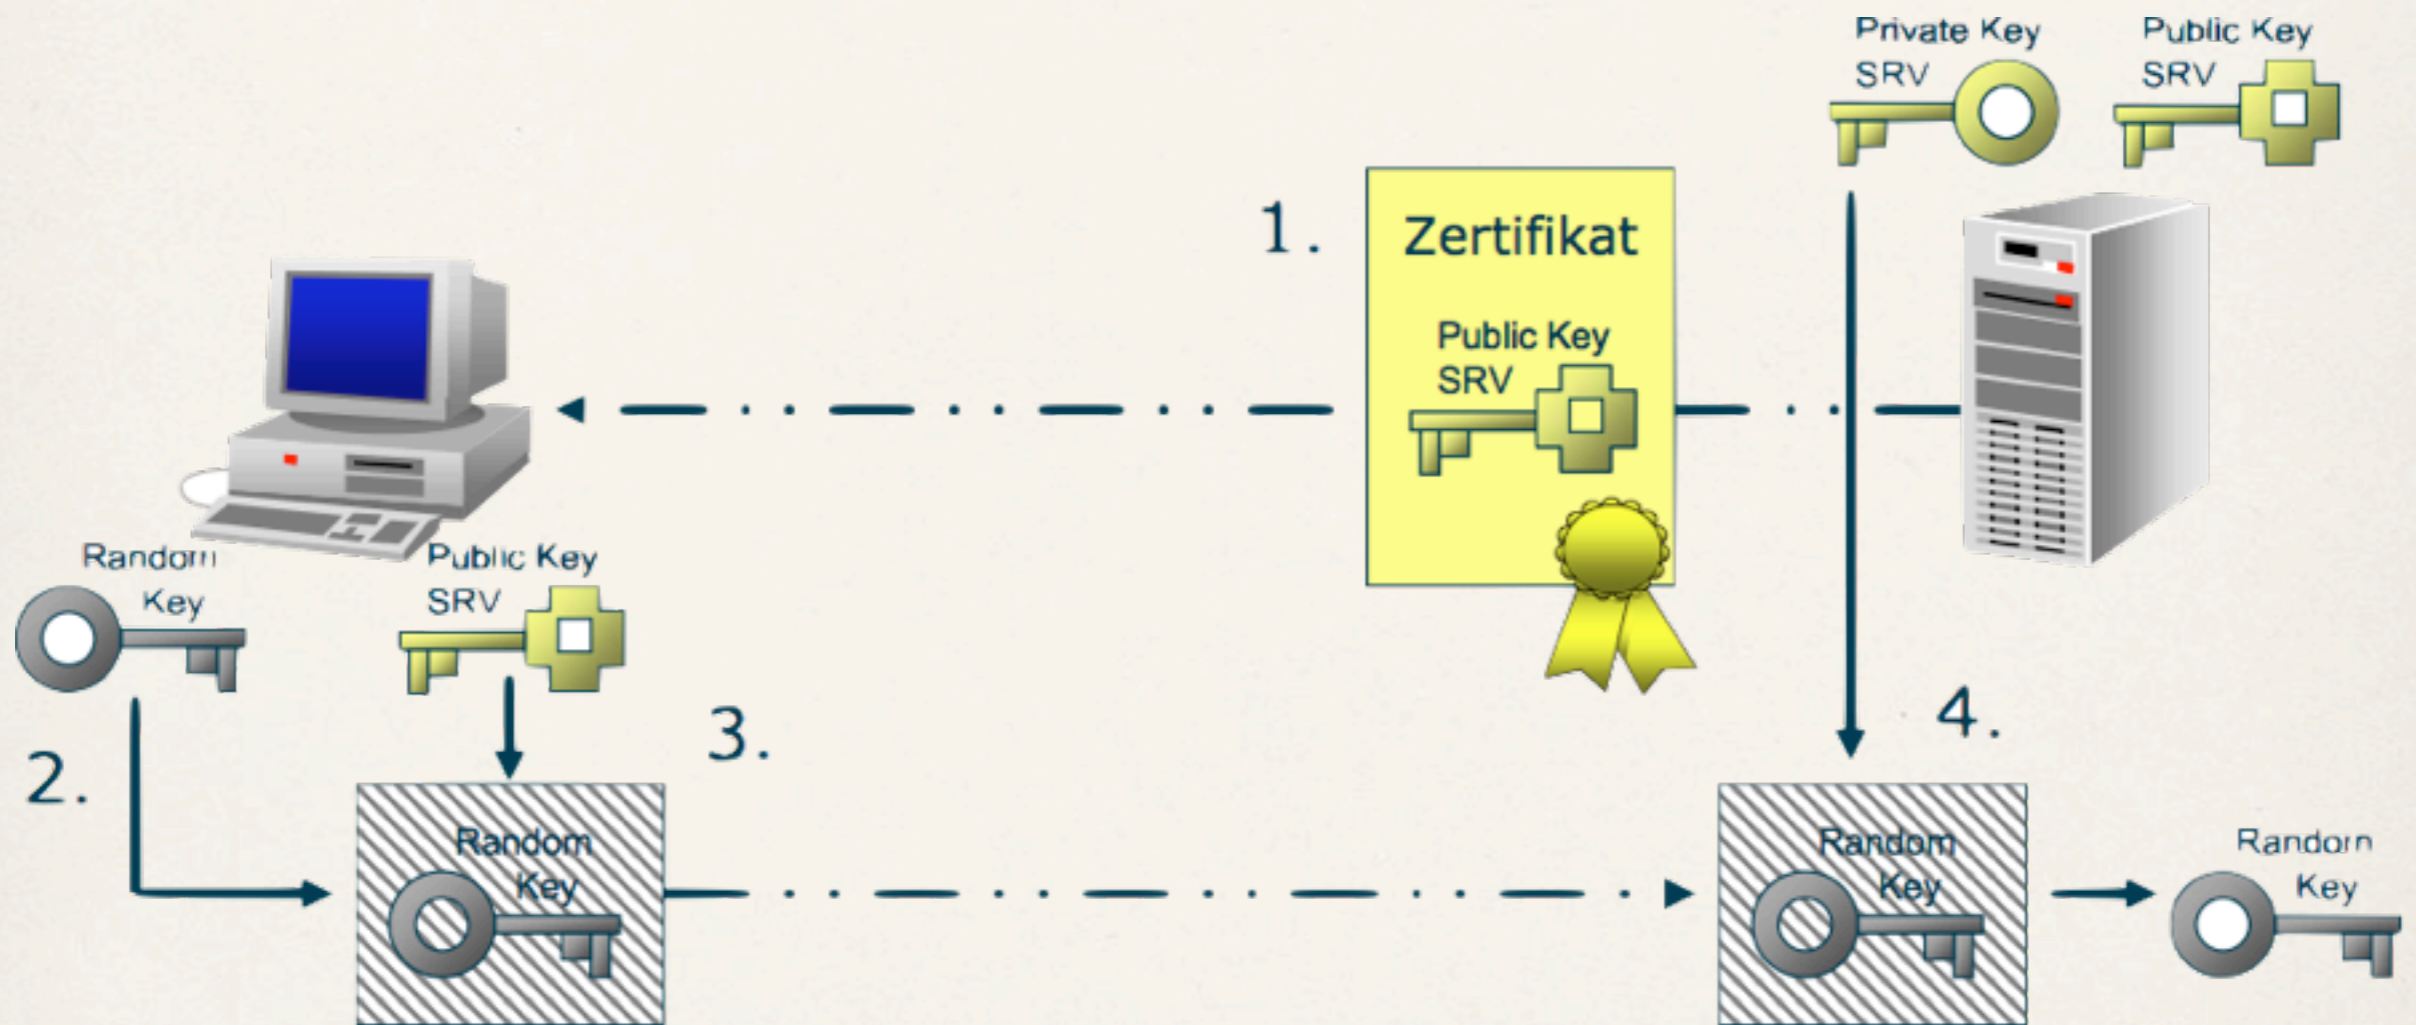 Private Key
SRV
Public Key
SRV
1.
Zertifikat
Public Key
SRV
Random
Key
Public Key
SRV
2.
3.
4.
Random
Key
Random
Key
Random
Key